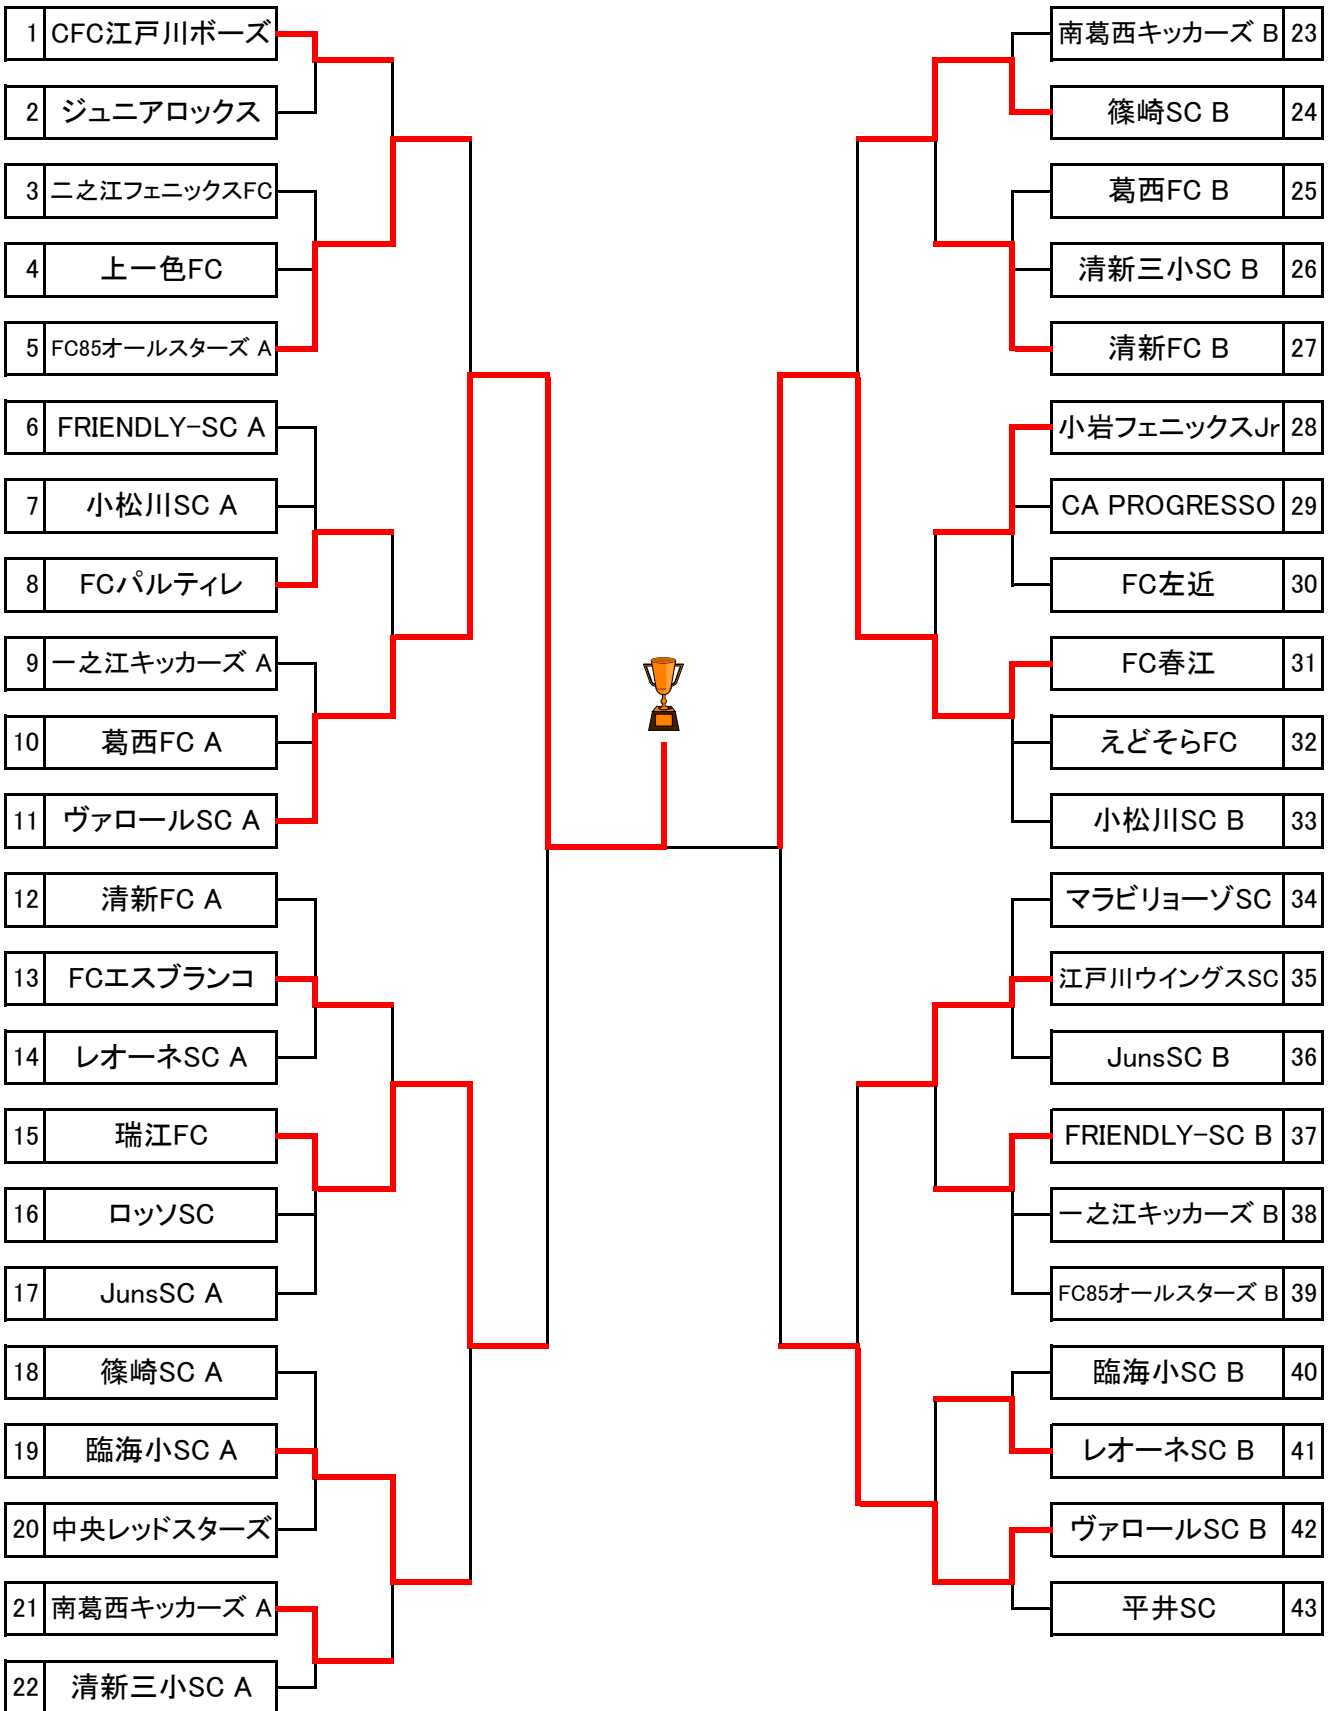 1 CFC江戸川ボーズ
2 ジュニアロックス
3 二之江フェニックスFC
4 上一色FC
5 FC85オールスターズ A
6 FRIENDLY-SC A
7 小松川SC A
8 FCパルティレ
9 一之江キッカーズ A
10 葛西FC A
11 ヴァロールSC A
12 清新FC A
13 FCエスブランコ
14 レオーネSC A
15 瑞江FC
16 ロッソSC
17 JunsSC A
18 篠崎SC A
19 臨海小SC A
20 中央レッドスターズ
21 南葛西キッカーズ A
22 清新三小SC A
南葛西キッカーズ B 23
篠崎SC B 24
葛西FC B 25
清新三小SC B 26
清新FC B 27
小岩フェニックスJr 28
CA PROGRESSO 29
FC左近 30
FC春江 31
えどそらFC 32
小松川SC B 33
マラビリョーゾSC 34
江戸川ウイングスSC 35
JunsSC B 36
FRIENDLY-SC B 37
一之江キッカーズ B 38
FC85オールスターズ B 39
臨海小SC B 40
レオーネSC B 41
ヴァロールSC B 42
平井SC 43